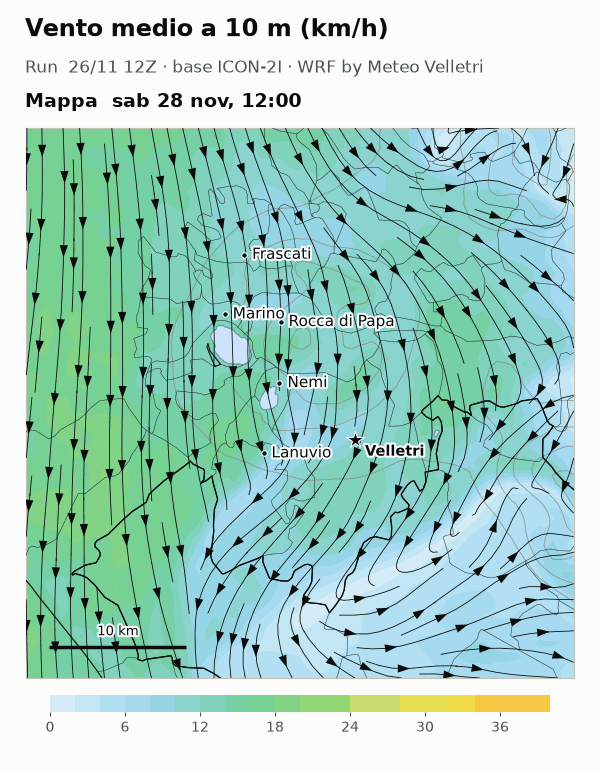 Vento medio a 10 m (km/h)
Run  26/11 12Z · base ICON-2I · WRF by Meteo Velletri
Mappa  sab 28 nov, 12:00
Frascati
Marino
Rocca di Papa
Nemi
Velletri
Lanuvio
10 km
0 6 12 18 24 30 36